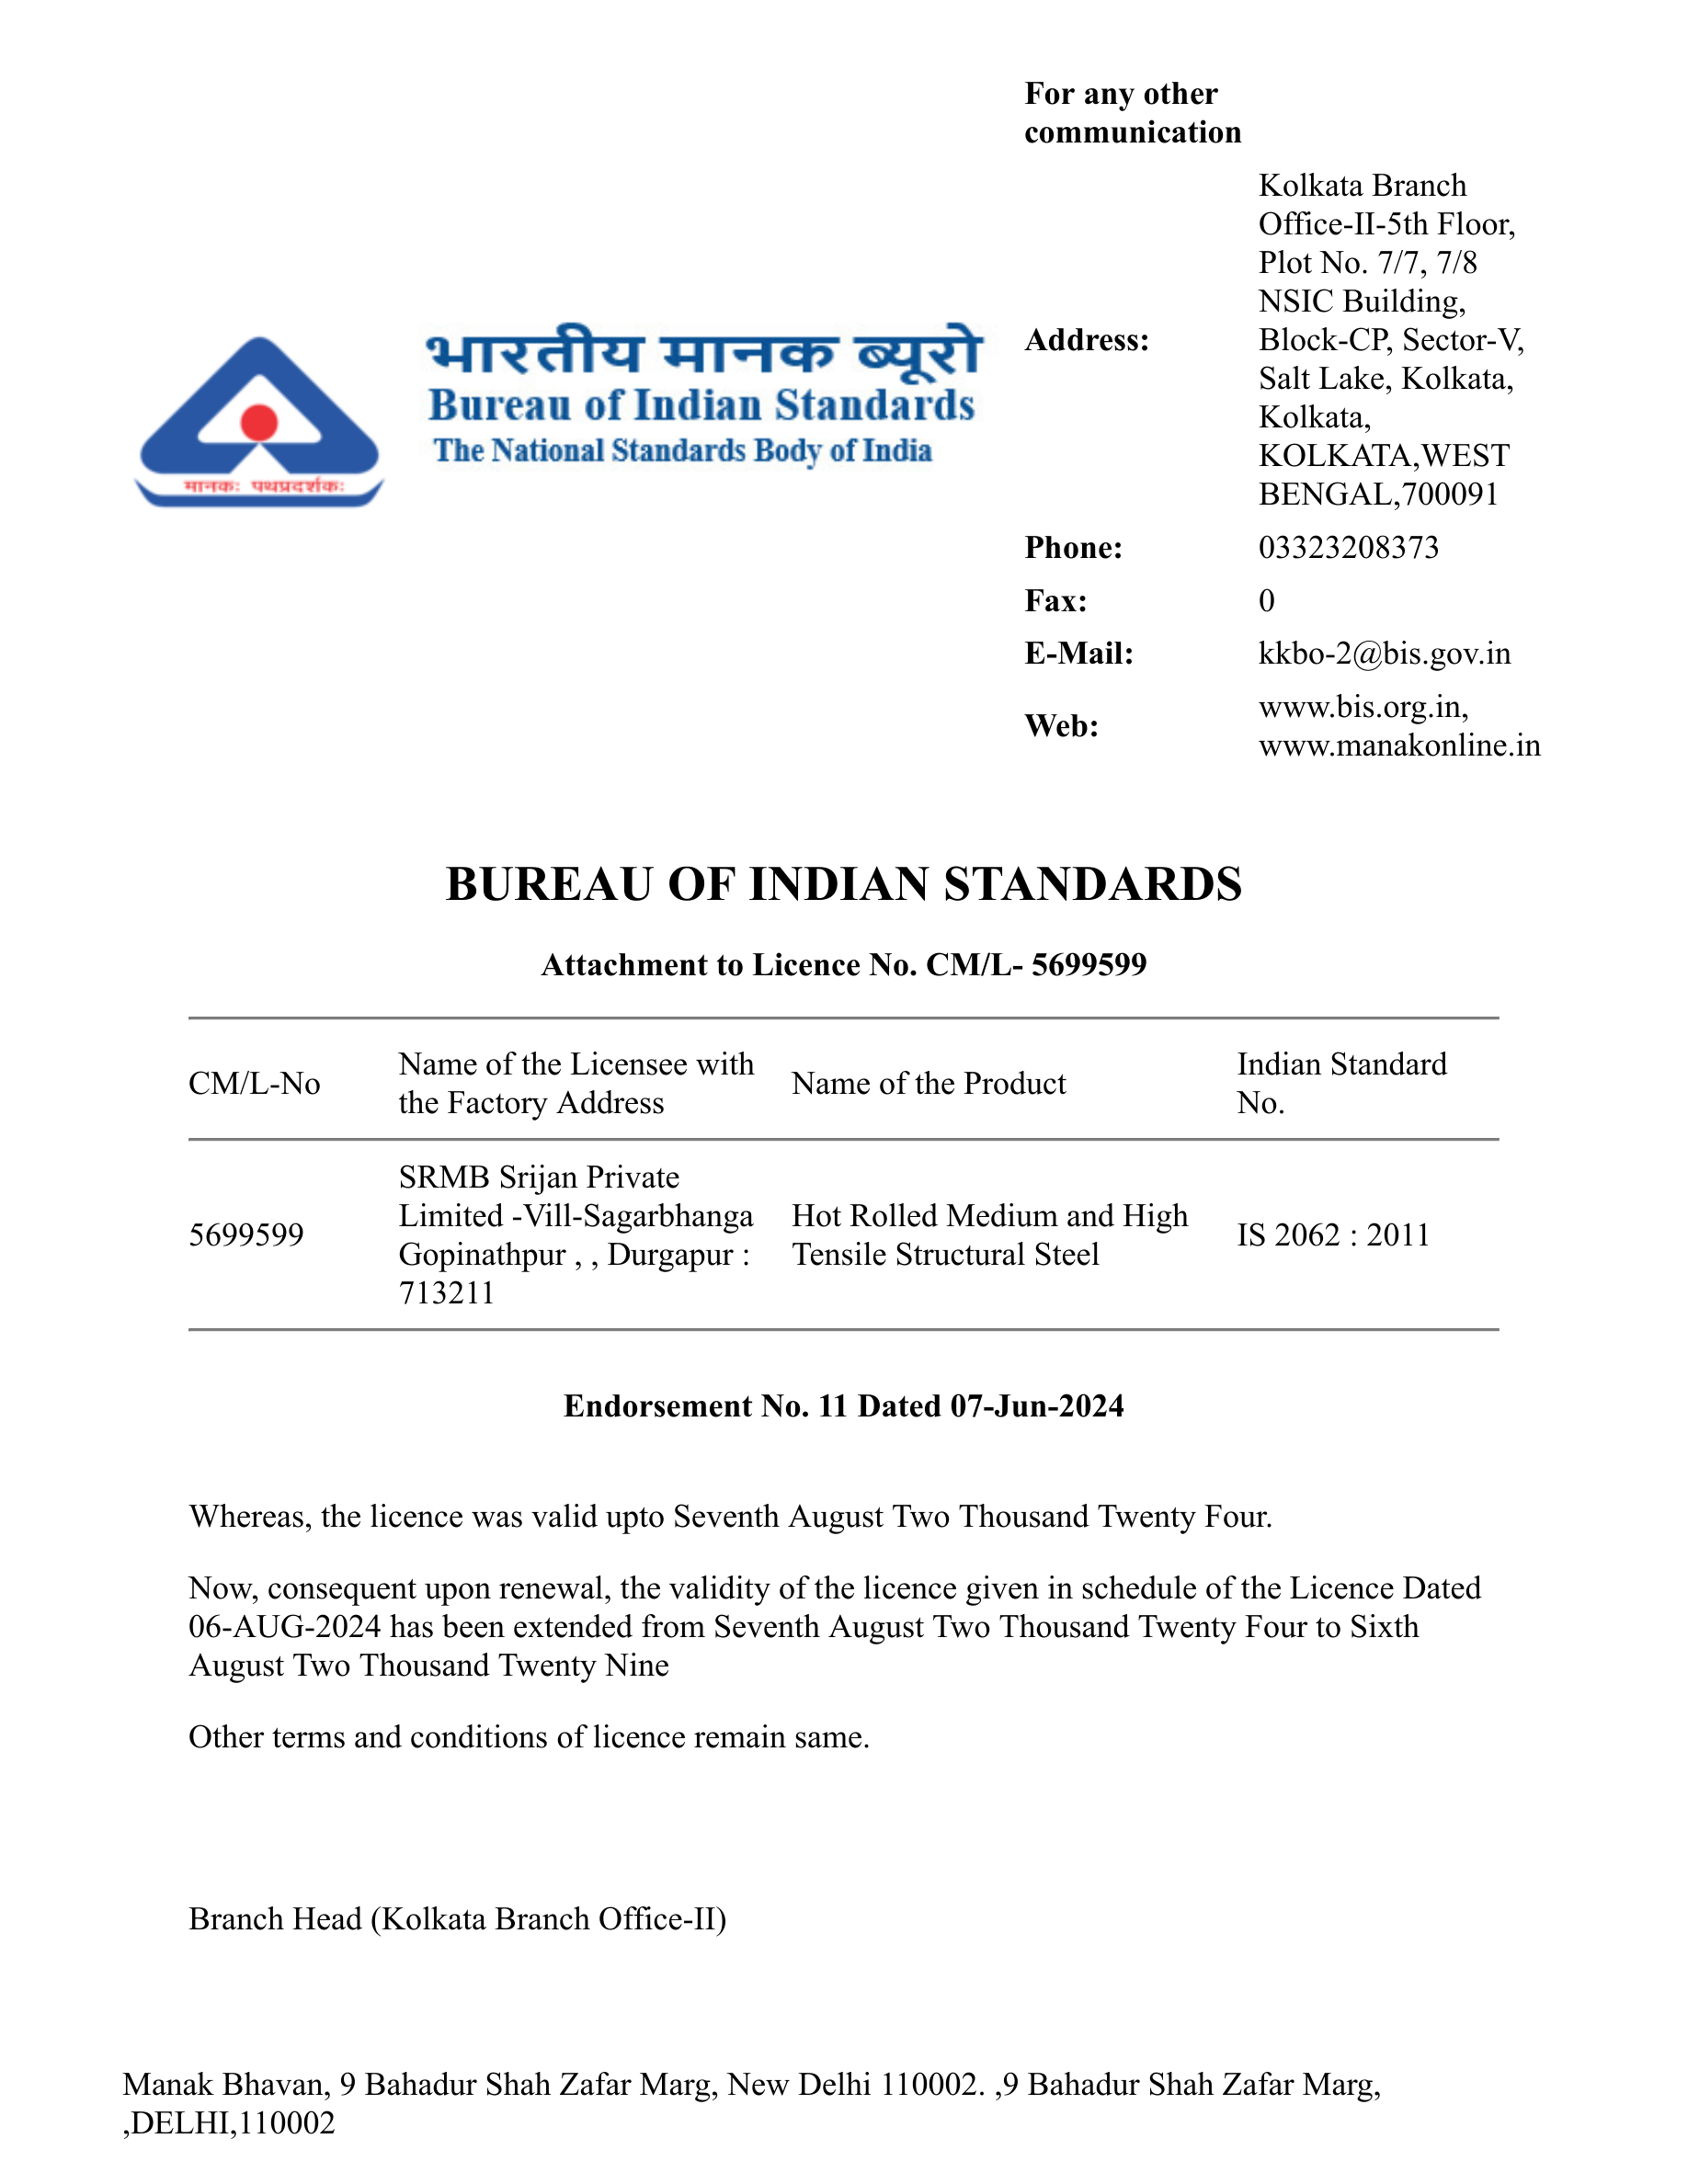 For any other
communication
Kolkata Branch
Office-II-5th Floor,
Plot No. 7/7, 7/8
NSIC Building,
Address:
Block-CP, Sector-V,
Salt Lake, Kolkata,
Kolkata,
KOLKATA,WEST
BENGAL,700091
भारतीय मानक ब्यूरो
Bureau of Indian Standards
The National Standards Body of India
मानकः पथप्रदर्शकः
Phone: 03323208373
Fax: 0
E-Mail: kkbo-2@bis.gov.in
Web: www.bis.org.in,
www.manakonline.in
BUREAU OF INDIAN STANDARDS
Attachment to Licence No. CM/L- 5699599
CM/L-No
Name of the Licensee with
the Factory Address
Name of the Product
Indian Standard
No.
5699599
SRMB Srijan Private
Limited -Vill-Sagarbhanga
Gopinathpur , , Durgapur :
713211
Hot Rolled Medium and High
Tensile Structural Steel
IS 2062 : 2011
Endorsement No. 11 Dated 07-Jun-2024
Whereas, the licence was valid upto Seventh August Two Thousand Twenty Four.
Now, consequent upon renewal, the validity of the licence given in schedule of the Licence Dated
06-AUG-2024 has been extended from Seventh August Two Thousand Twenty Four to Sixth
August Two Thousand Twenty Nine
Other terms and conditions of licence remain same.
Branch Head (Kolkata Branch Office-II)
Manak Bhavan, 9 Bahadur Shah Zafar Marg, New Delhi 110002. ,9 Bahadur Shah Zafar Marg,
,DELHI,110002